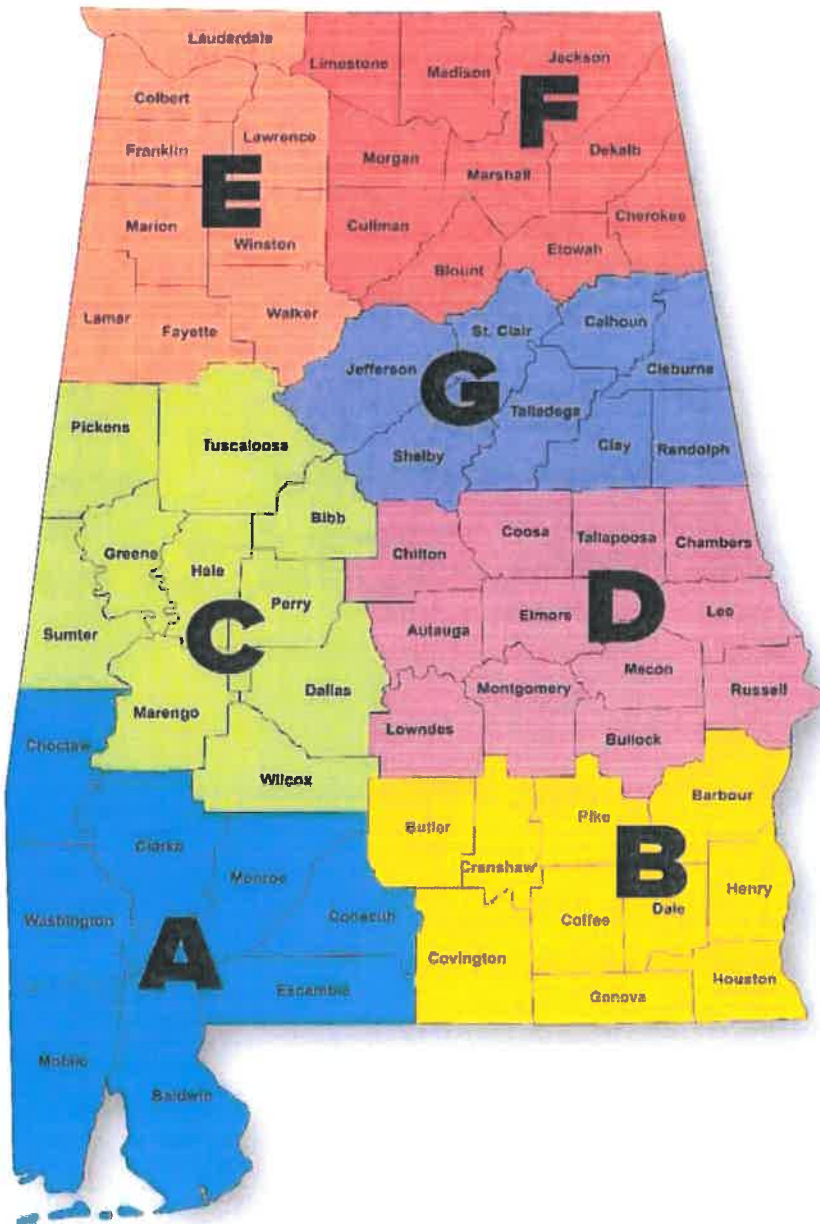 Lauderdale
Limestone
Madison
Jackson
Colbert
F
Franklin
Lawrence
Morgan
Dekalb
Marshall
E
Marion
Cullman
Cherokee
Winston
Etowah
Blount
Lamar
Fayette
Walker
St. Clair
Calhoun
Jefferson
G
Cleburne
Talladega
Pickens
Tuscaloosa
Shelby
Clay
Randolph
Bibb
Coosa
Tallapoosa
Chambers
Greene
Hale
Chilton
Perry
D
Sumter
C
Autauga
Elmore
Lee
Macon
Dallas
Montgomery
Russell
Marengo
Lowndes
Bullock
Choctaw
Wilcox
Barbour
Butler
Pike
Clarke
Crenshaw
B
Monroe
Henry
Washington
Conecuh
Coffee
Dale
A
Covington
Houston
Escambia
Genova
Mobile
Baldwin